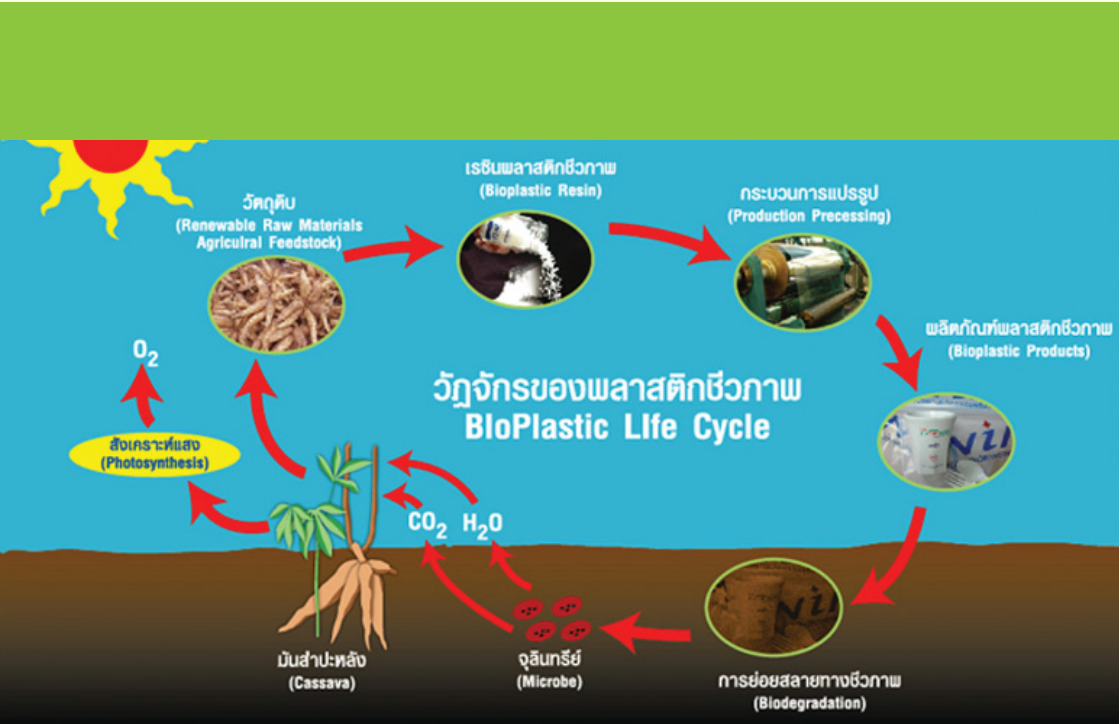 เรซินพลาสติกชีวภาพ
(Bioplastic Resin)
กระบวนการแปรรูป
(Production Precessing)
วัตถุดิบ
(Renewable Raw Materials
Agriculral Feedstock)
ผลิตภัณฑ์พลาสติกชีวภาพ
(Bioplastic Products)
O2
วัฏจักรของพลาสติกชีวภาพ
BIoPlastic LIfe Cycle
สังเคราะห์แสง
(Photosynthesis)
CO2 H2O
มันสำปะหลัง
(Cassava)
จุลินทรีย์
(Microbe)
การย่อยสลายทางชีวภาพ
(Biodegradation)